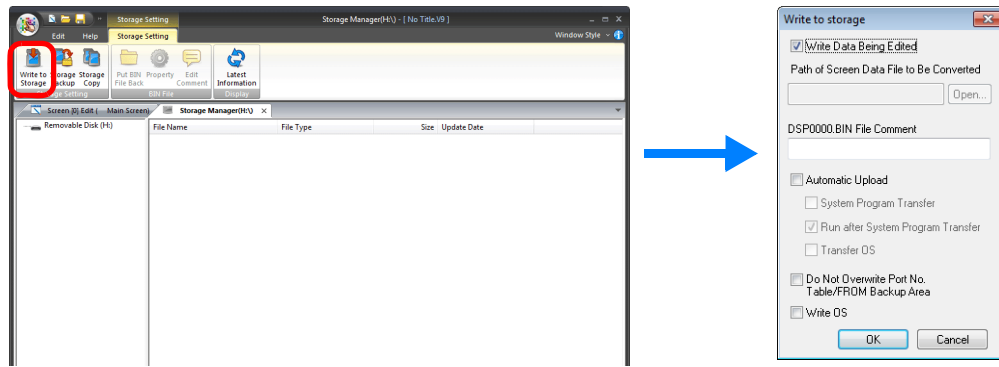 Storage Setting
Storage Manager(H:\) - [ No Title.V9 ]
Edit Help Storage Setting
Window Style
Write to Storage
Storage Backup
Storage Copy
Put BIN File Back
Property
Edit Comment
Latest Information
Storage Setting
BIN File
Display
Screen [0] Edit ( Main Screen)
Storage Manager(H:\) ×
Removable Disk (H:)
File Name File Type Size Update Date
Write to storage
Write Data Being Edited
Path of Screen Data File to Be Converted
Open...
DSP0000.BIN File Comment
Automatic Upload
System Program Transfer
Run after System Program Transfer
Transfer OS
Do Not Overwrite Port No.
Table/FROM Backup Area
Write OS
OK Cancel